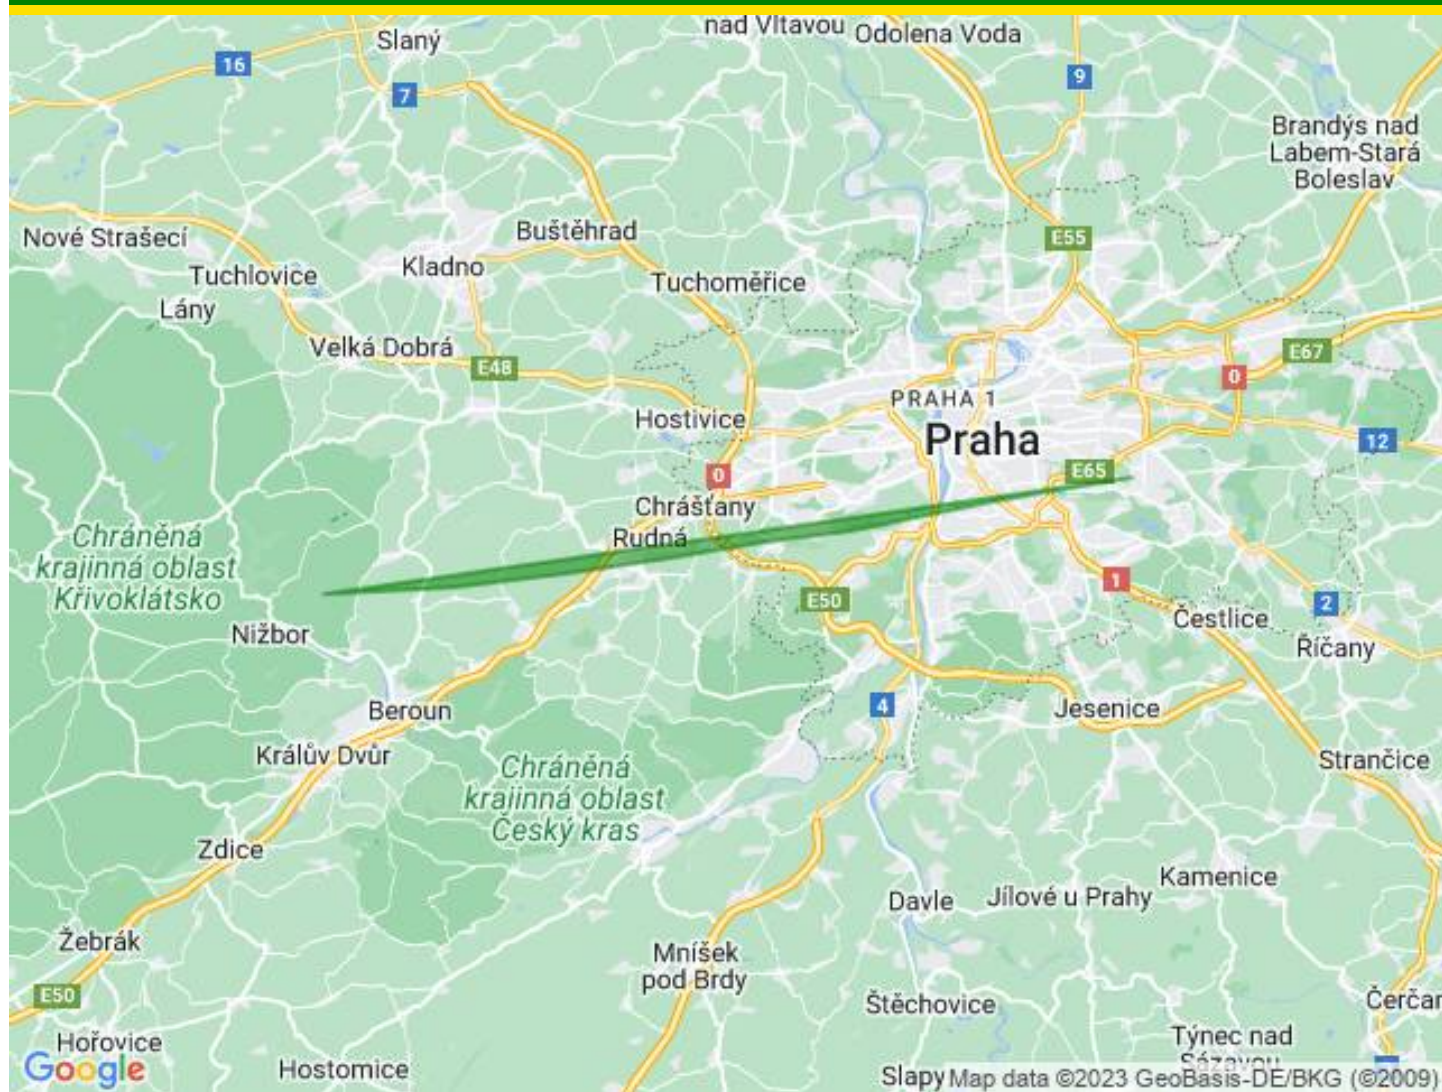 nad Vltavou
Odolena Voda
Slaný
16
7
9
Brandýs nad
Labem-Stará
Boleslav
Nové Strašecí
Buštěhrad
E55
Tuchlovice
Kladno
Tuchoměřice
Lány
Velká Dobrá
E48
E67
0
PRAHA 1
Hostivice
Praha
12
E65
0
Chrášťany
Rudná
Chráněná
krajinná oblast
Křivoklátsko
1
E50
2
Nižbor
Čestlice
Říčany
Beroun
4
Jesenice
Králův Dvůr
Chráněná
krajinná oblast
Český kras
Strančice
Zdice
Kamenice
Davle
Jílové u Prahy
Žebrák
Mníšek
pod Brdy
E50
Štěchovice
Čerčar
Hořovice
Týnec nad
Sázavou
Google
Hostomice
Slapy
Map data ©2023 GeoBasis-DE/BKG (©2009)